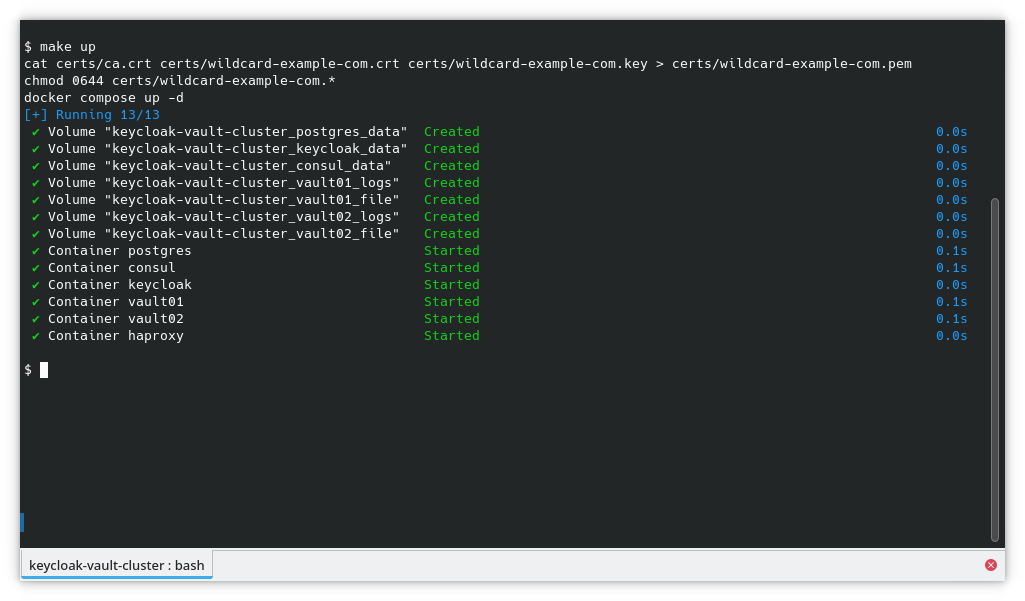 $ make up
cat certs/ca.crt certs/wildcard-example-com.crt certs/wildcard-example-com.key > certs/wildcard-example-com.pem
chmod 0644 certs/wildcard-example-com.*
docker compose up -d
[+] Running 13/13
✔ Volume "keycloak-vault-cluster_postgres_data" Created 0.0s
✔ Volume "keycloak-vault-cluster_keycloak_data" Created 0.0s
✔ Volume "keycloak-vault-cluster_consul_data" Created 0.0s
✔ Volume "keycloak-vault-cluster_vault01_logs" Created 0.0s
✔ Volume "keycloak-vault-cluster_vault01_file" Created 0.0s
✔ Volume "keycloak-vault-cluster_vault02_logs" Created 0.0s
✔ Volume "keycloak-vault-cluster_vault02_file" Created 0.0s
✔ Container postgres Started 0.1s
✔ Container consul Started 0.1s
✔ Container keycloak Started 0.0s
✔ Container vault01 Started 0.1s
✔ Container vault02 Started 0.1s
✔ Container haproxy Started 0.0s
$
keycloak-vault-cluster : bash